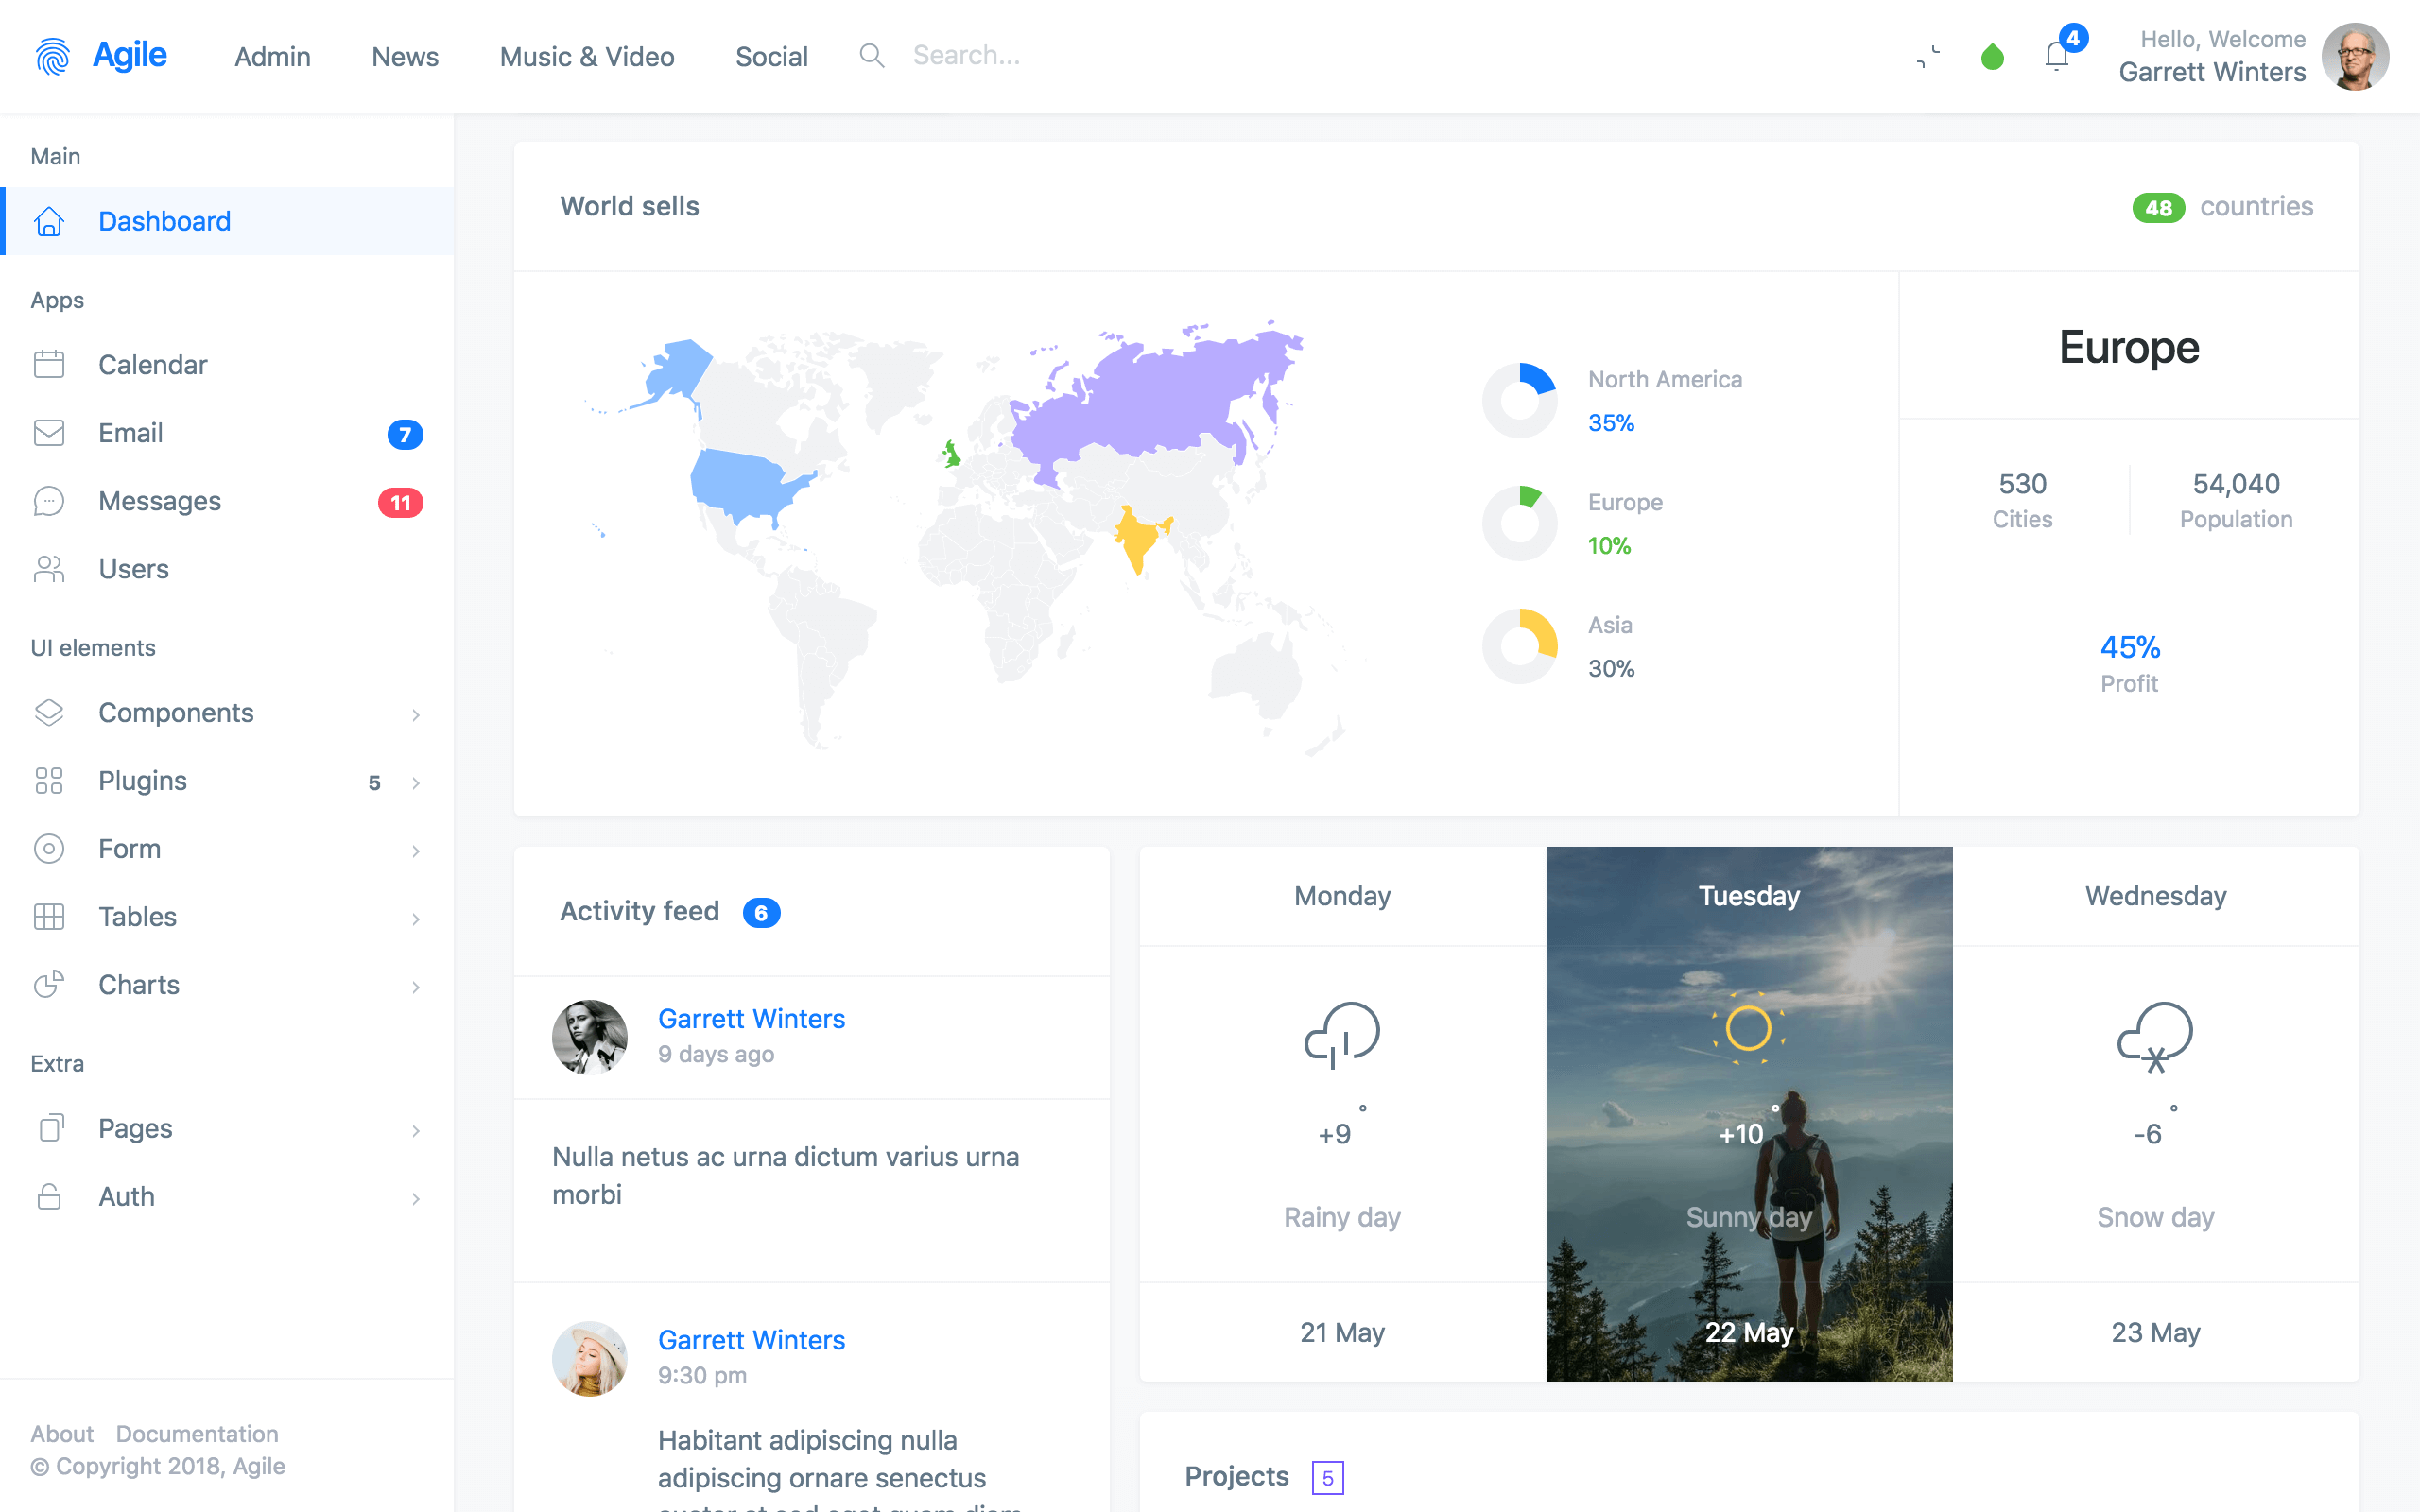 Agile
Admin
News
Music & Video
Social
Search...
4
Hello, Welcome
Garrett Winters
Main
Dashboard
Apps
Calendar
Email
7
Messages
11
Users
UI elements
Components
Plugins
5
Form
Tables
Charts
Extra
Pages
Auth
About Documentation
© Copyright 2018, Agile
World sells
48 countries
North America
35%
Europe
10%
Asia
30%
Europe
530
Cities
54,040
Population
45%
Profit
Activity feed 6
Garrett Winters
9 days ago
Nulla netus ac urna dictum varius urna
morbi
Garrett Winters
9:30 pm
Habitant adipiscing nulla
adipiscing ornare senectus
Monday
+9°
Rainy day
21 May
Tuesday
+10°
Sunny day
22 May
Wednesday
-6°
Snow day
23 May
Projects 5